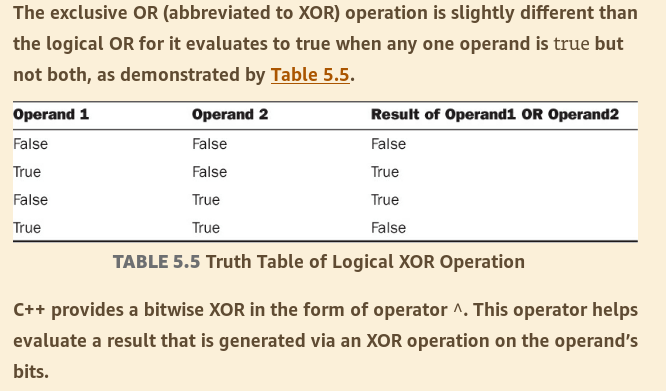 The exclusive OR (abbreviated to XOR) operation is slightly different than
the logical OR for it evaluates to true when any one operand is true but
not both, as demonstrated by Table 5.5.
Operand 1 Operand 2 Result of Operand1 OR Operand2
False False False
True False True
False True True
True True False
TABLE 5.5 Truth Table of Logical XOR Operation
C++ provides a bitwise XOR in the form of operator ^. This operator helps
evaluate a result that is generated via an XOR operation on the operand’s
bits.